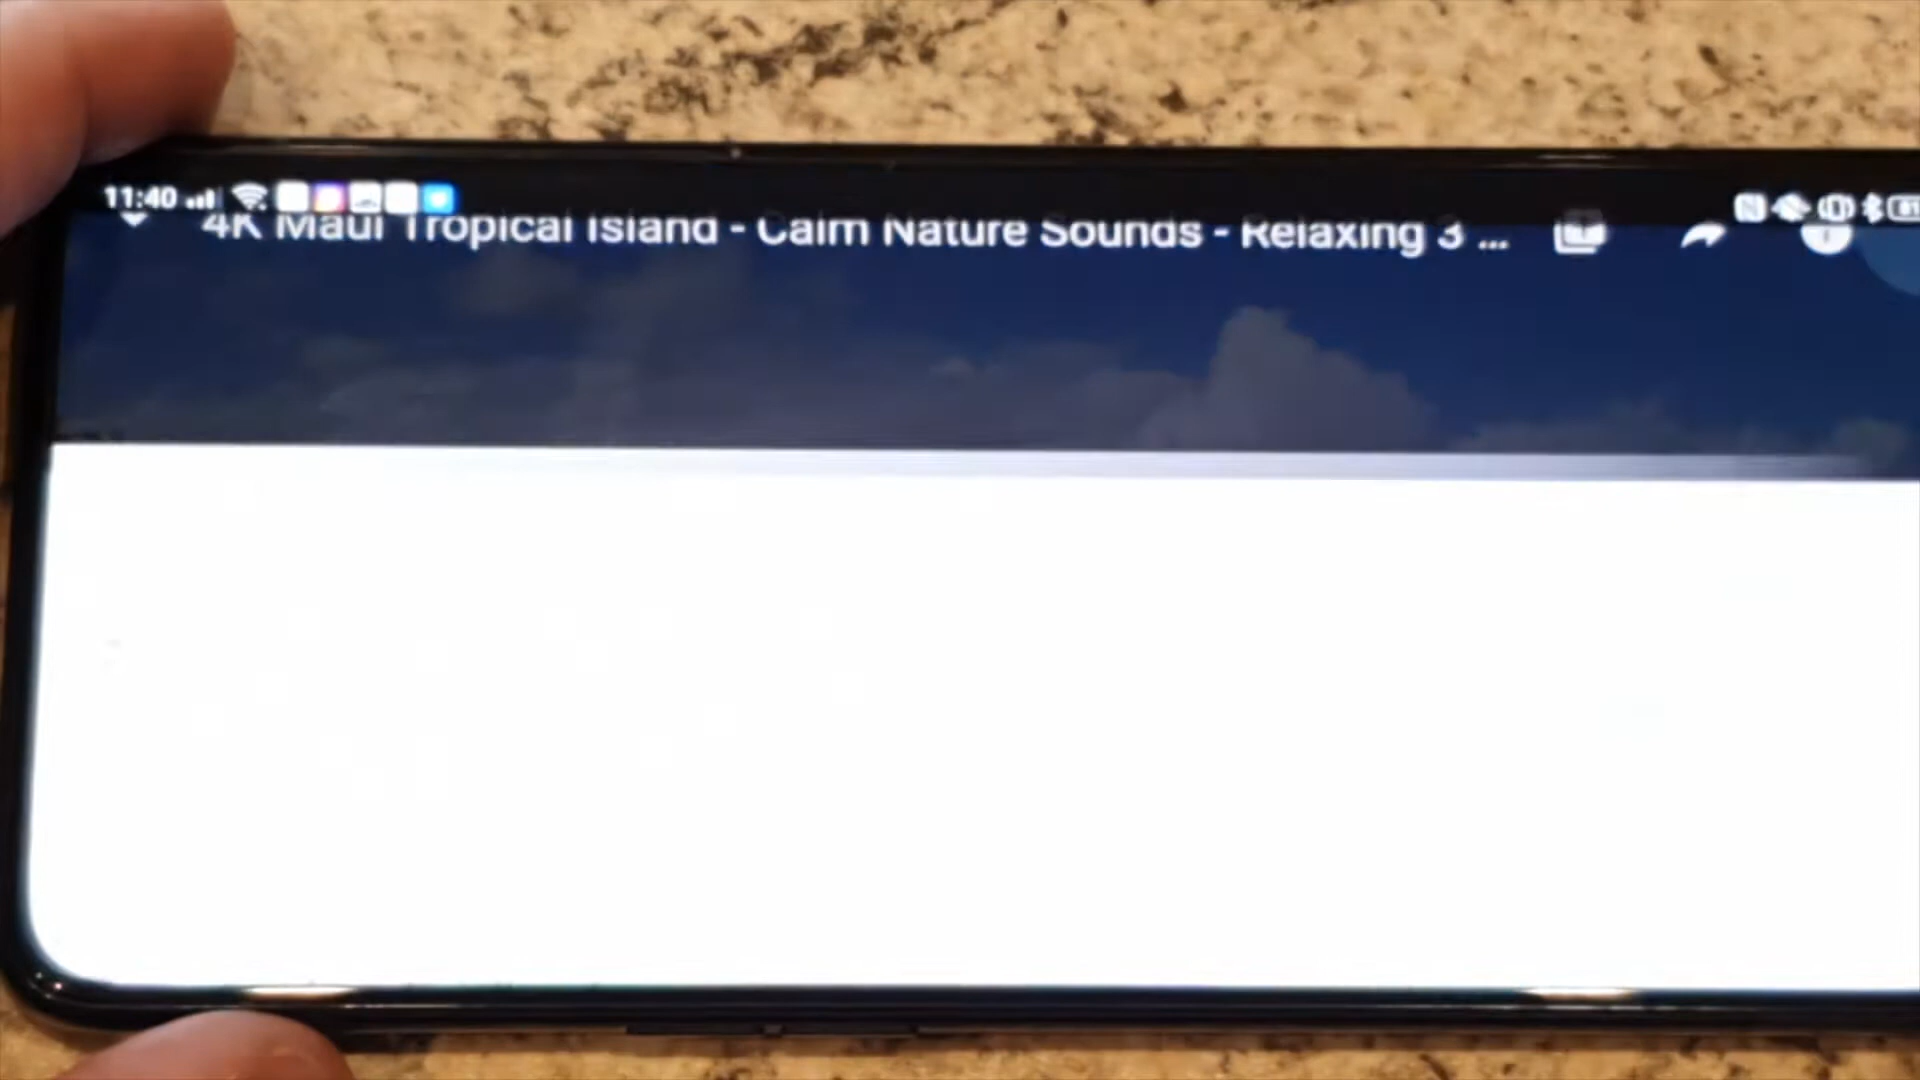 11:40
4K Maui Tropical Island - Calm Nature Sounds - Relaxing 3 ...